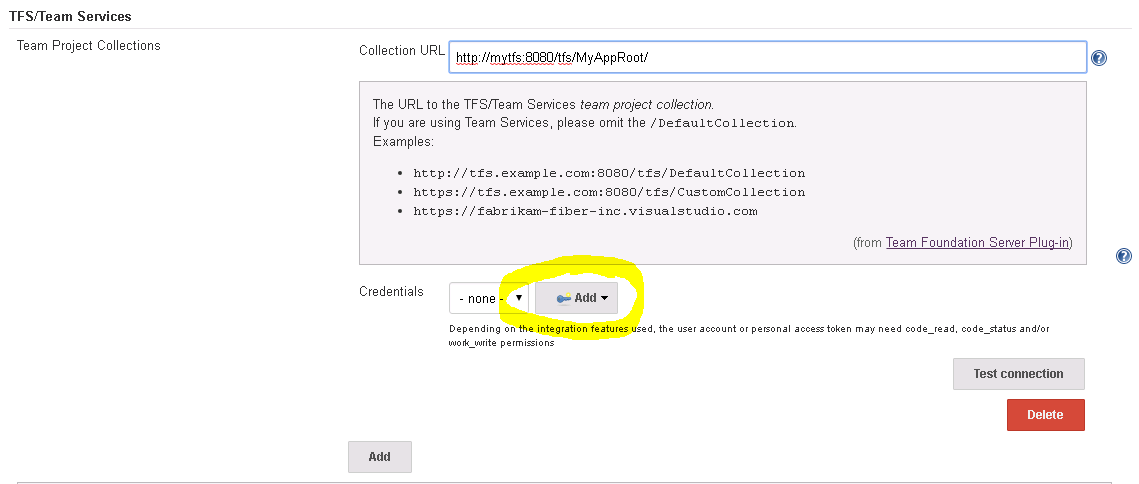 TFS/Team Services
Team Project Collections
Collection URL
http://mytfs:8080/tfs/MyAppRoot/
The URL to the TFS/Team Services team project collection.
If you are using Team Services, please omit the /DefaultCollection.
Examples:
• http://tfs.example.com:8080/tfs/DefaultCollection
• https://tfs.example.com:8080/tfs/CustomCollection
• https://fabrikam-fiber-inc.visualstudio.com
(from Team Foundation Server Plug-in)
Credentials
- none -
Add
Depending on the integration features used, the user account or personal access token may need code_read, code_status and/or
work_write permissions
Test connection
Delete
Add